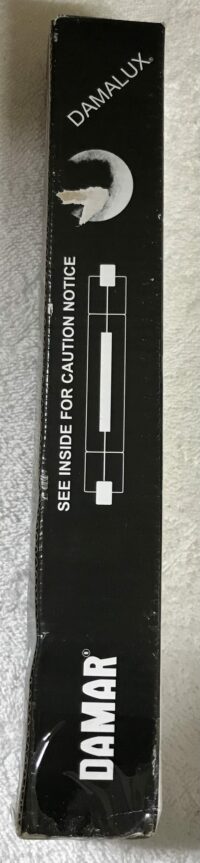 DAMALUX®
SEE INSIDE FOR CAUTION NOTICE
DAMAR®